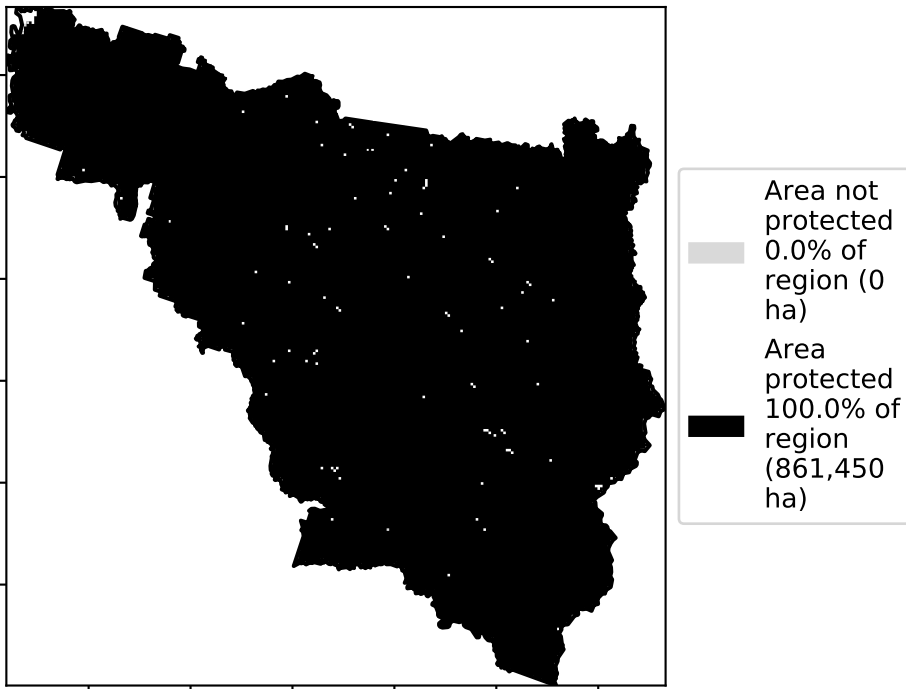 Area not
protected
0.0% of
region (0
ha)
Area
protected
100.0% of
region
(861,450
ha)